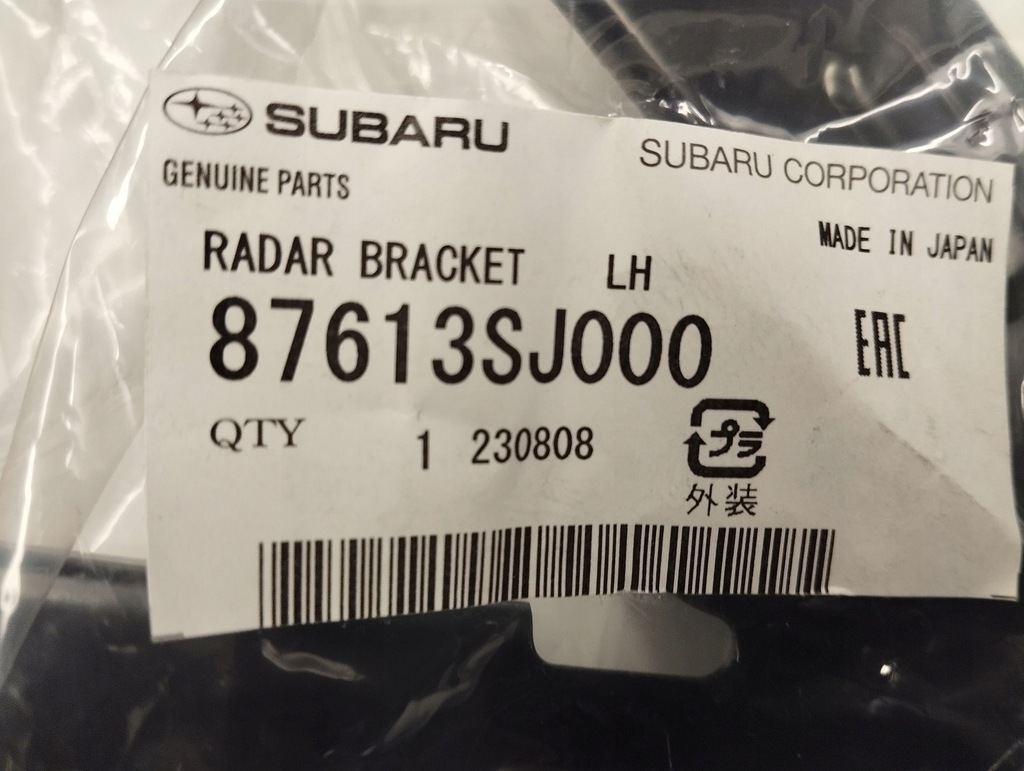 SUBARU
SUBARU CORPORATION
GENUINE PARTS
MADE IN JAPAN
RADAR BRACKET LH
87613SJ000
EAC
QTY 1 230808
プラ
外装